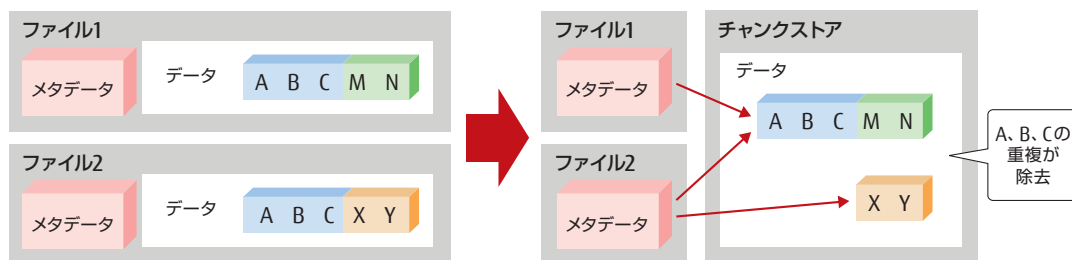 ファイル1
メタデータ
データ
A B C M N
ファイル2
メタデータ
データ
A B C X Y
ファイル1
メタデータ
ファイル2
メタデータ
チャンクストア
データ
A B C M N
X Y
A、B、Cの
重複が
除去